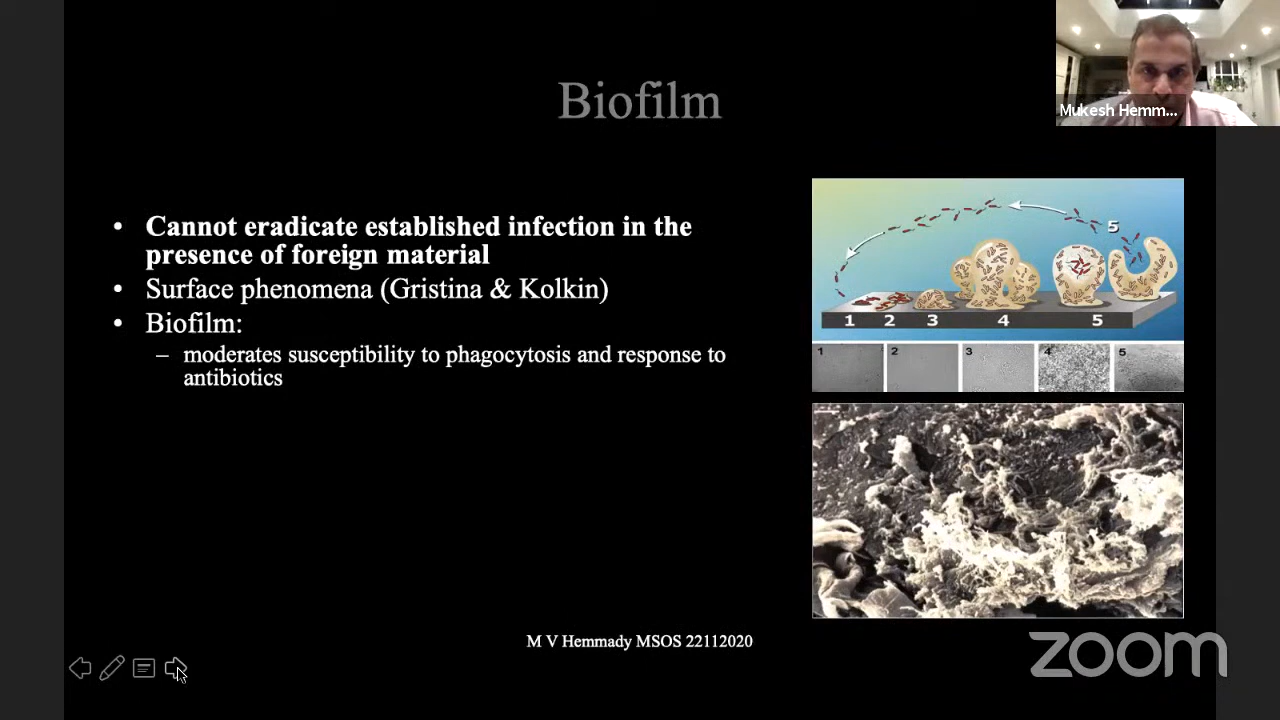 Biofilm
Mukesh Hemm...
• Cannot eradicate established infection in the
presence of foreign material
• Surface phenomena (Gristina & Kolkin)
• Biofilm:
– moderates susceptibility to phagocytosis and response to
antibiotics
5
1 2 3 4 5
1 2 3 4 5
M V Hemmady MSOS 22112020
zoom